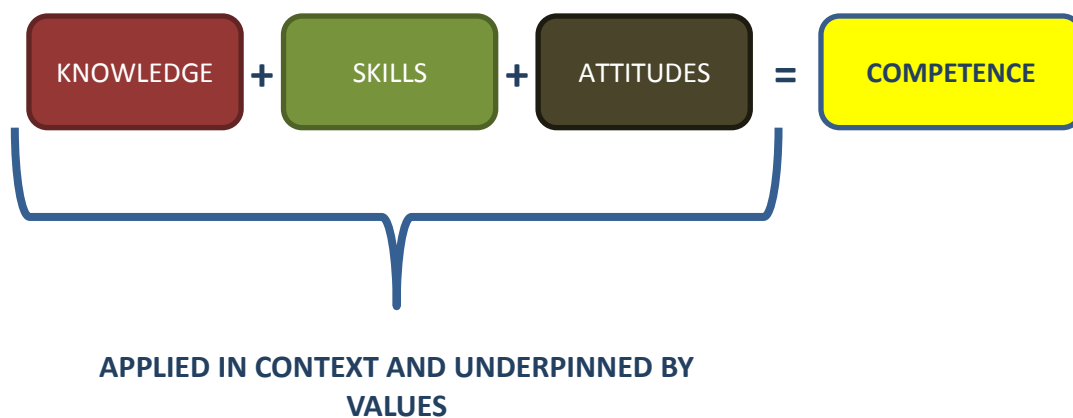 KNOWLEDGE + SKILLS + ATTITUDES = COMPETENCE
APPLIED IN CONTEXT AND UNDERPINNED BY
VALUES